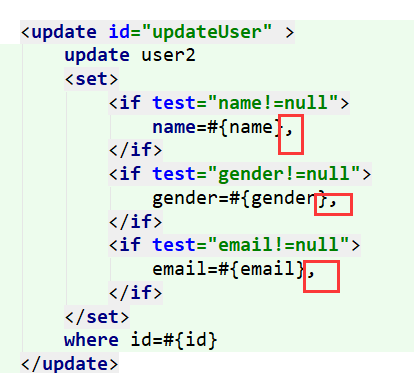 <update id="updateUser" >
update user2
<set>
<if test="name!=null">
name=#{name},
</if>
<if test="gender!=null">
gender=#{gender},
</if>
<if test="email!=null">
email=#{email},
</if>
</set>
where id=#{id}
</update>